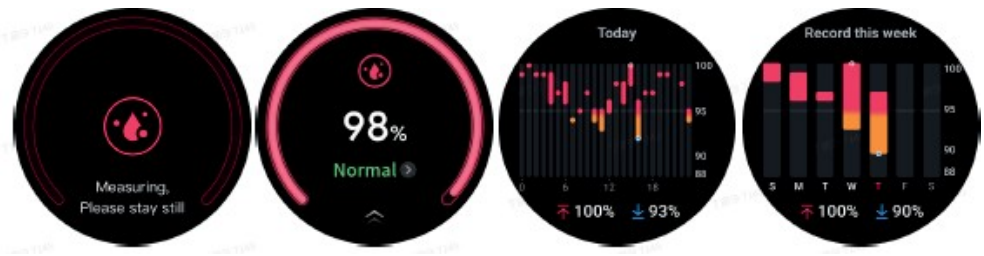 Measuring,
Please stay still
98%
Normal
Today
100
95
90
88
0
6
12
18
100%
93%
Record this week
100
95
90
88
S
M
T
W
T
F
S
100%
90%